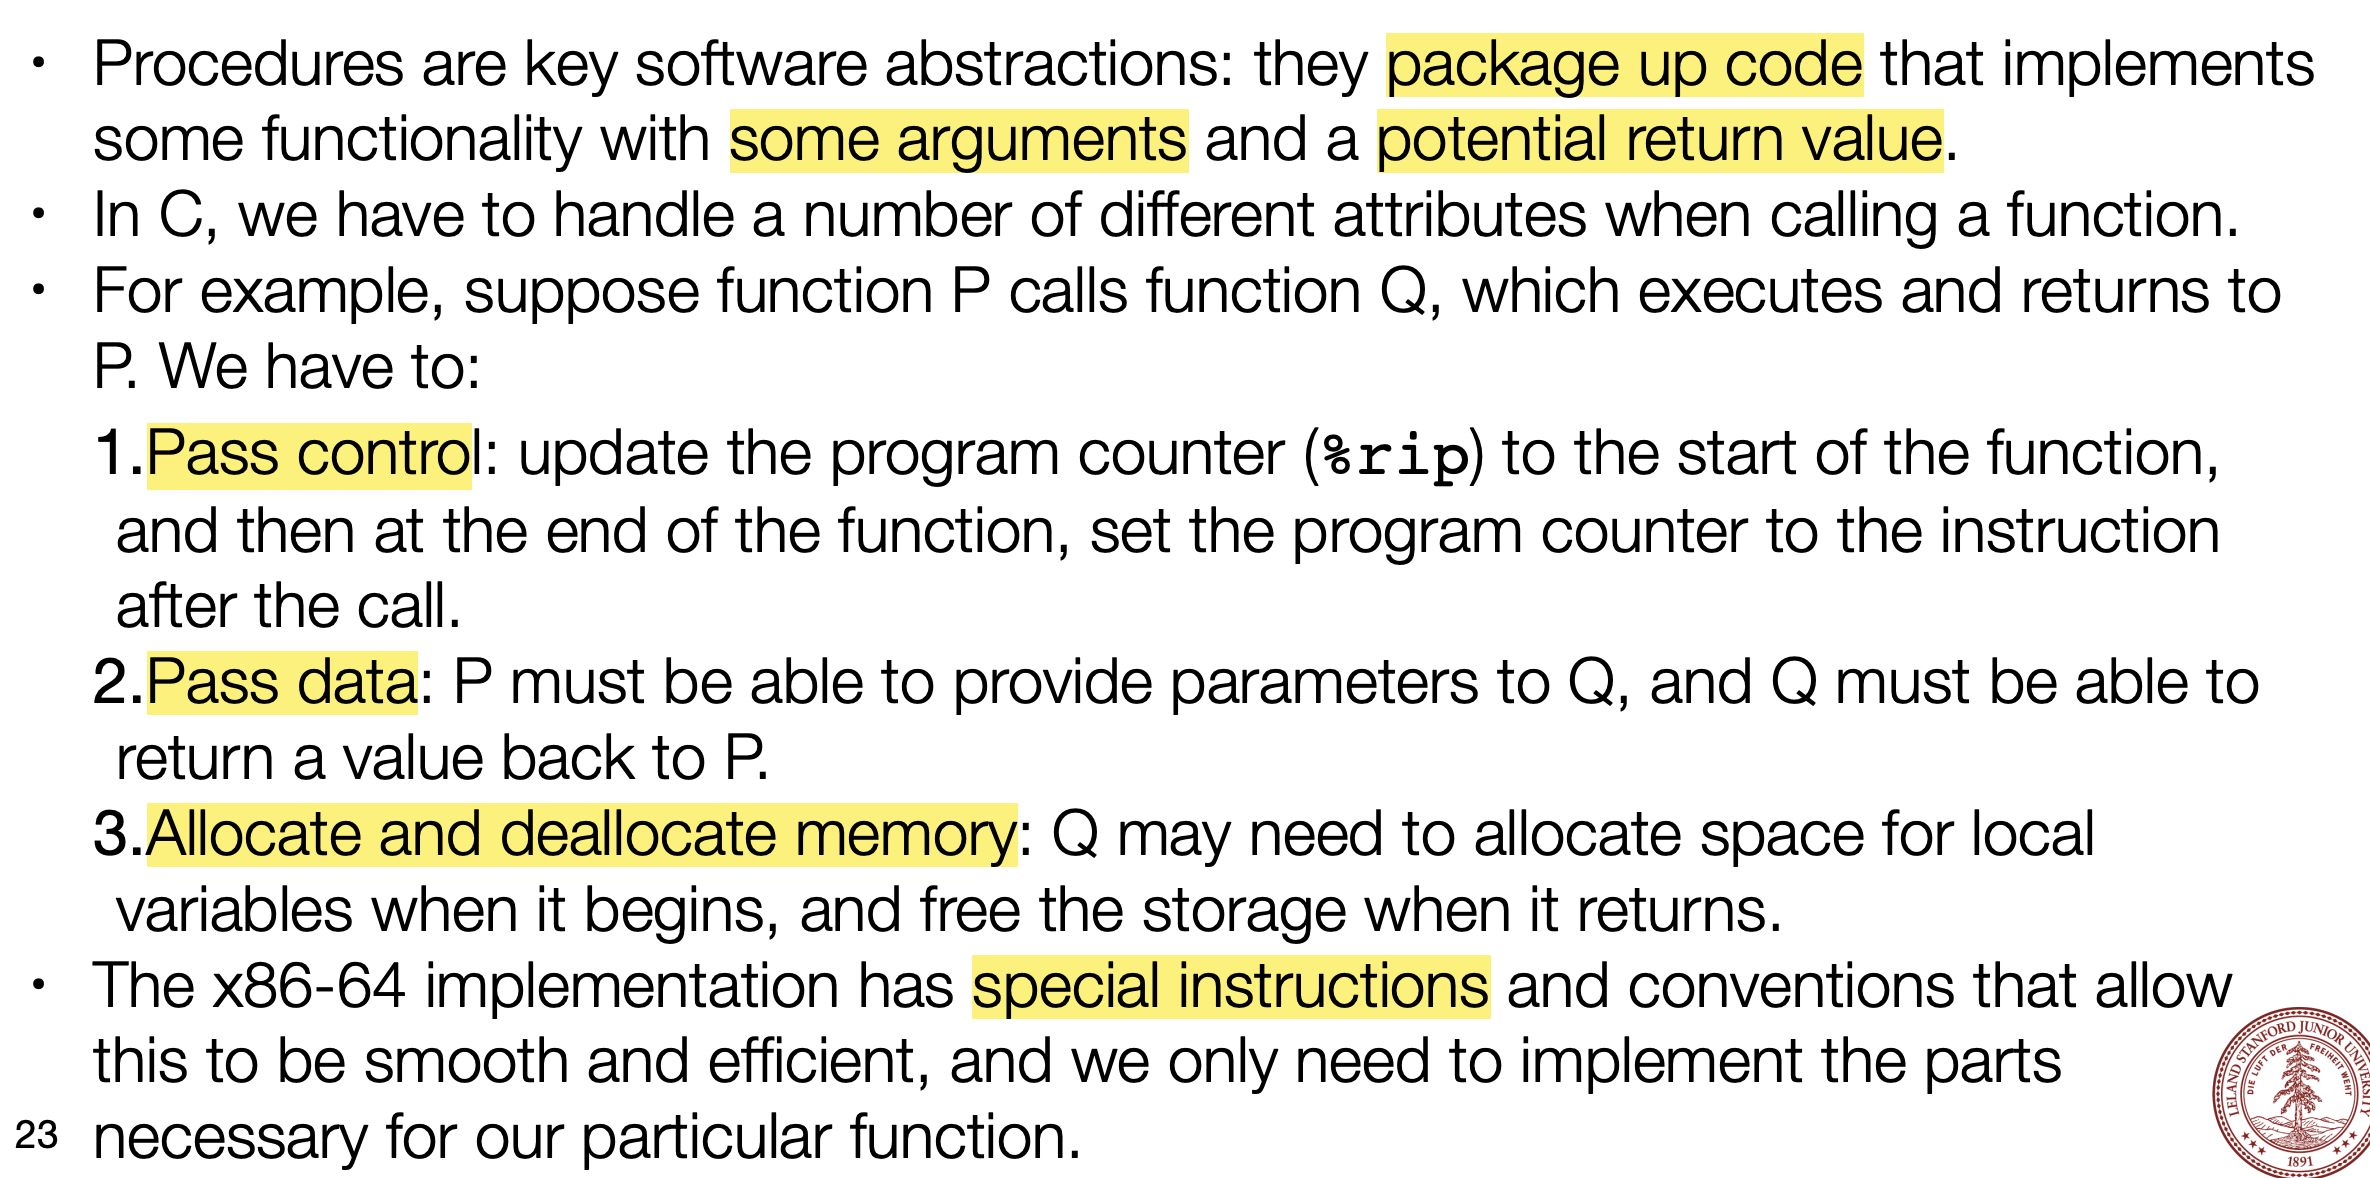 • Procedures are key software abstractions: they package up code that implements
some functionality with some arguments and a potential return value.
• In C, we have to handle a number of different attributes when calling a function.
• For example, suppose function P calls function Q, which executes and returns to
P. We have to:
1.Pass control: update the program counter (%rip) to the start of the function,
and then at the end of the function, set the program counter to the instruction
after the call.
2.Pass data: P must be able to provide parameters to Q, and Q must be able to
return a value back to P.
3.Allocate and deallocate memory: Q may need to allocate space for local
variables when it begins, and free the storage when it returns.
• The x86-64 implementation has special instructions and conventions that allow
this to be smooth and efficient, and we only need to implement the parts
necessary for our particular function.
23
LELAND STANFORD JUNIOR UNIVERSITY
DIE LUFT DER FREIHEIT WEHT
1891